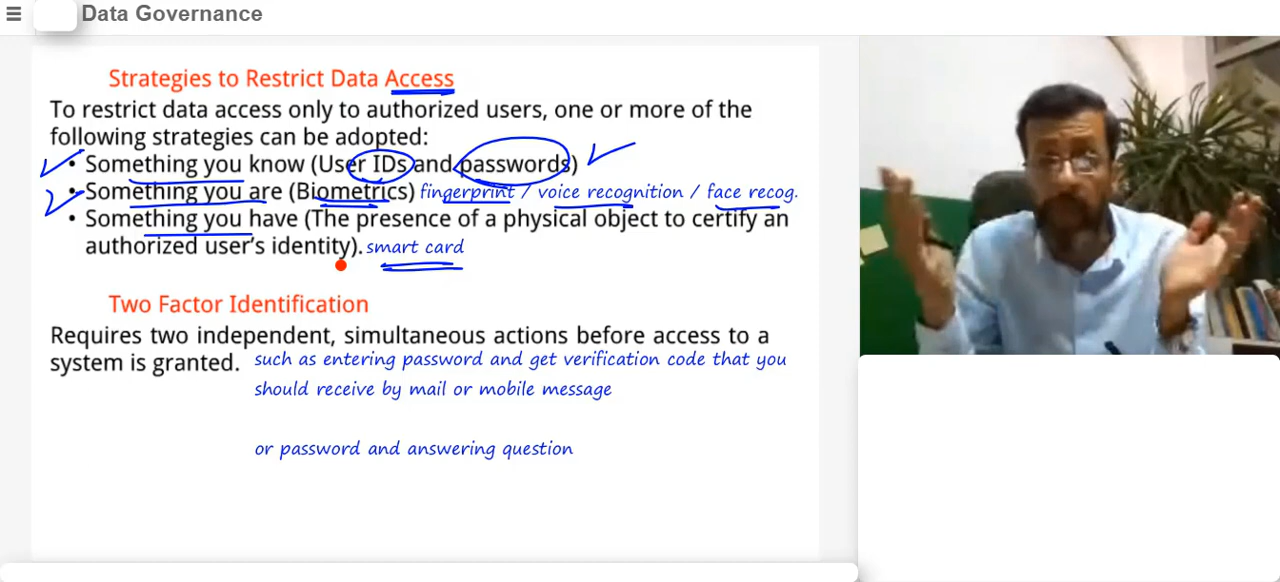 Data Governance
Strategies to Restrict Data Access
To restrict data access only to authorized users, one or more of the
following strategies can be adopted:
• Something you know (User IDs and passwords)
• Something you are (Biometrics) fingerprint / voice recognition / face recog.
• Something you have (The presence of a physical object to certify an
authorized user's identity). smart card
Two Factor Identification
Requires two independent, simultaneous actions before access to a
system is granted. such as entering password and get verification code that you
should receive by mail or mobile message
or password and answering question